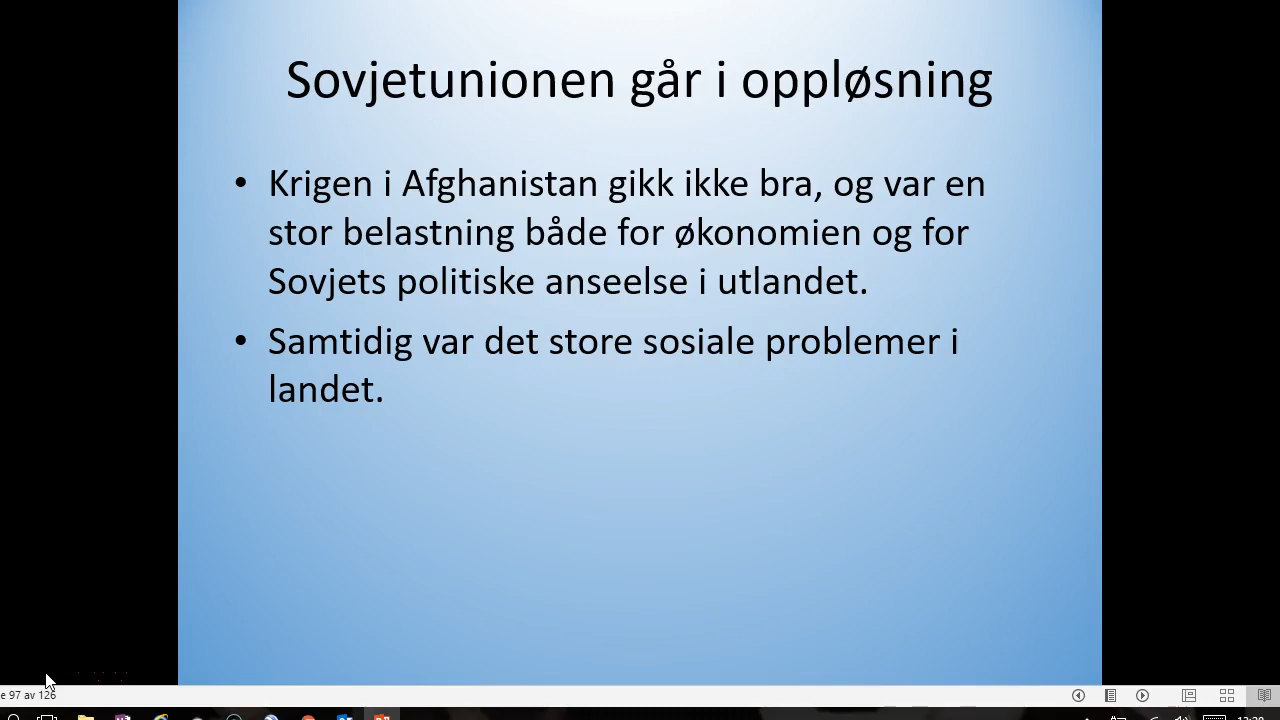 Sovjetunionen går i oppløsning
• Krigen i Afghanistan gikk ikke bra, og var en
stor belastning både for økonomien og for
Sovjets politiske anseelse i utlandet.
• Samtidig var det store sosiale problemer i
landet.
e 97 av 126